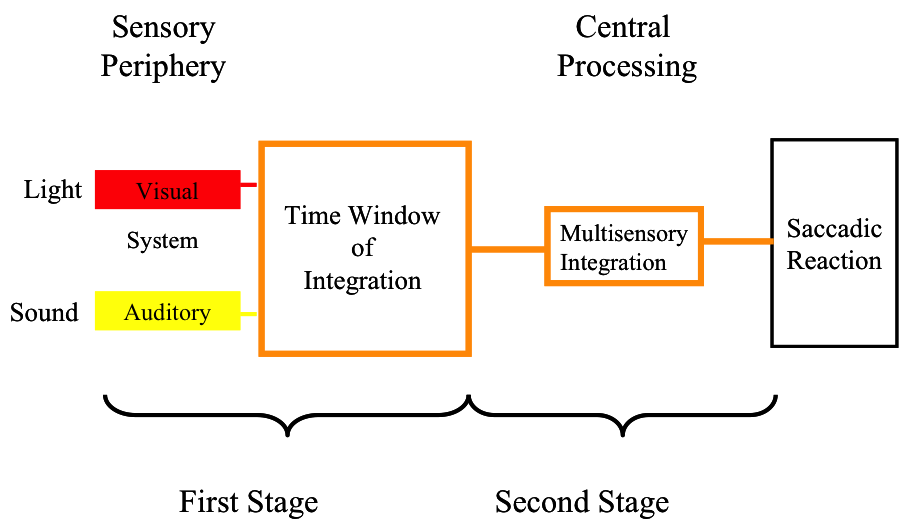 Sensory
Periphery
Central
Processing
Light
Visual
System
Sound
Auditory
Time Window
of
Integration
Multisensory
Integration
Saccadic
Reaction
First Stage
Second Stage